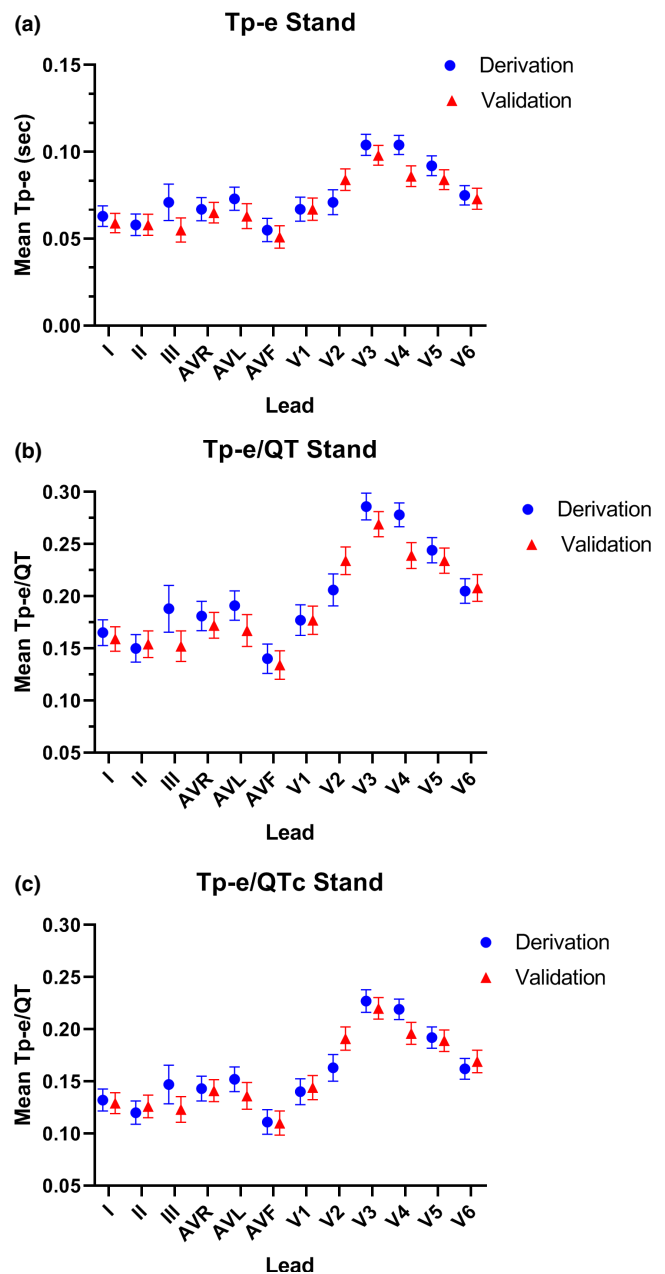 (a)
Tp-e Stand
Derivation
Validation
Mean Tp-e (sec)
0.15
0.10
0.05
0.00
I II III AVR AVL AVF V1 V2 V3 V4 V5 V6
Lead
(b)
Tp-e/QT Stand
Derivation
Validation
Mean Tp-e/QT
0.30
0.25
0.20
0.15
0.10
0.05
I II III AVR AVL AVF V1 V2 V3 V4 V5 V6
Lead
(c)
Tp-e/QTc Stand
Derivation
Validation
Mean Tp-e/QT
0.30
0.25
0.20
0.15
0.10
0.05
I II III AVR AVL AVF V1 V2 V3 V4 V5 V6
Lead